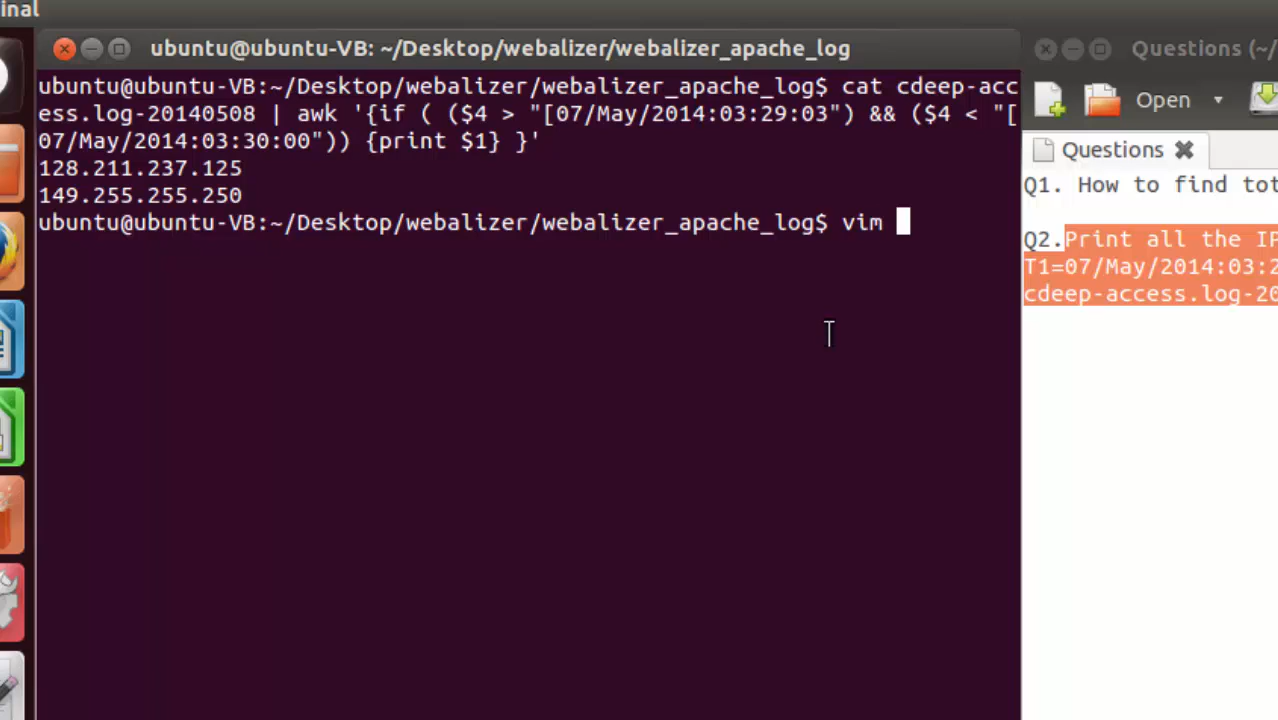 inal
ubuntu@ubuntu-VB: ~/Desktop/webalizer/webalizer_apache_log
ubuntu@ubuntu-VB:~/Desktop/webalizer/webalizer_apache_log$ cat cdeep-acc
ess.log-20140508 | awk '{if ( ($4 > "[07/May/2014:03:29:03") && ($4 < "[
07/May/2014:03:30:00")) {print $1} }'
128.211.237.125
149.255.255.250
ubuntu@ubuntu-VB:~/Desktop/webalizer/webalizer_apache_log$ vim
Questions (~/
Open
Questions
Q1. How to find tot
Q2.Print all the IP
T1=07/May/2014:03:2
cdeep-access.log-20